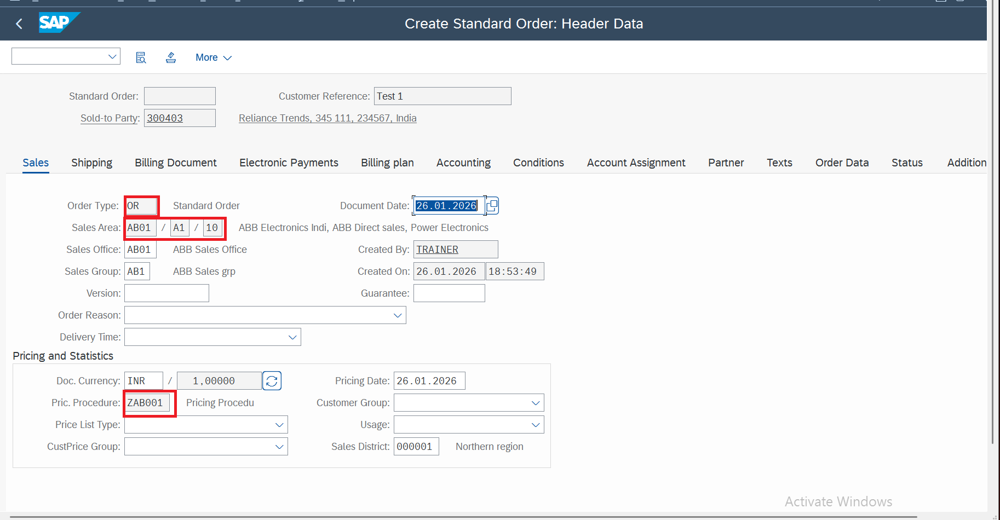 SAP
Create Standard Order: Header Data
More
Standard Order:
Customer Reference: Test 1
Sold-to Party: 300403 Reliance Trends, 345 111, 234567, India
Sales Shipping Billing Document Electronic Payments Billing plan Accounting Conditions Account Assignment Partner Texts Order Data Status Addition
Order Type: OR Standard Order Document Date: 26.01.2026
Sales Area: AB01 / A1 / 10 ABB Electronics Indi, ABB Direct sales, Power Electronics
Sales Office: AB01 ABB Sales Office Created By: TRAINER
Sales Group: AB1 ABB Sales grp Created On: 26.01.2026 18:53:49
Version: Guarantee:
Order Reason:
Delivery Time:
Pricing and Statistics
Doc. Currency: INR / 1,00000 Pricing Date: 26.01.2026
Pric. Procedure: ZAB001 Pricing Procedu Customer Group:
Price List Type: Usage:
CustPrice Group: Sales District: 000001 Northern region
Activate Windows